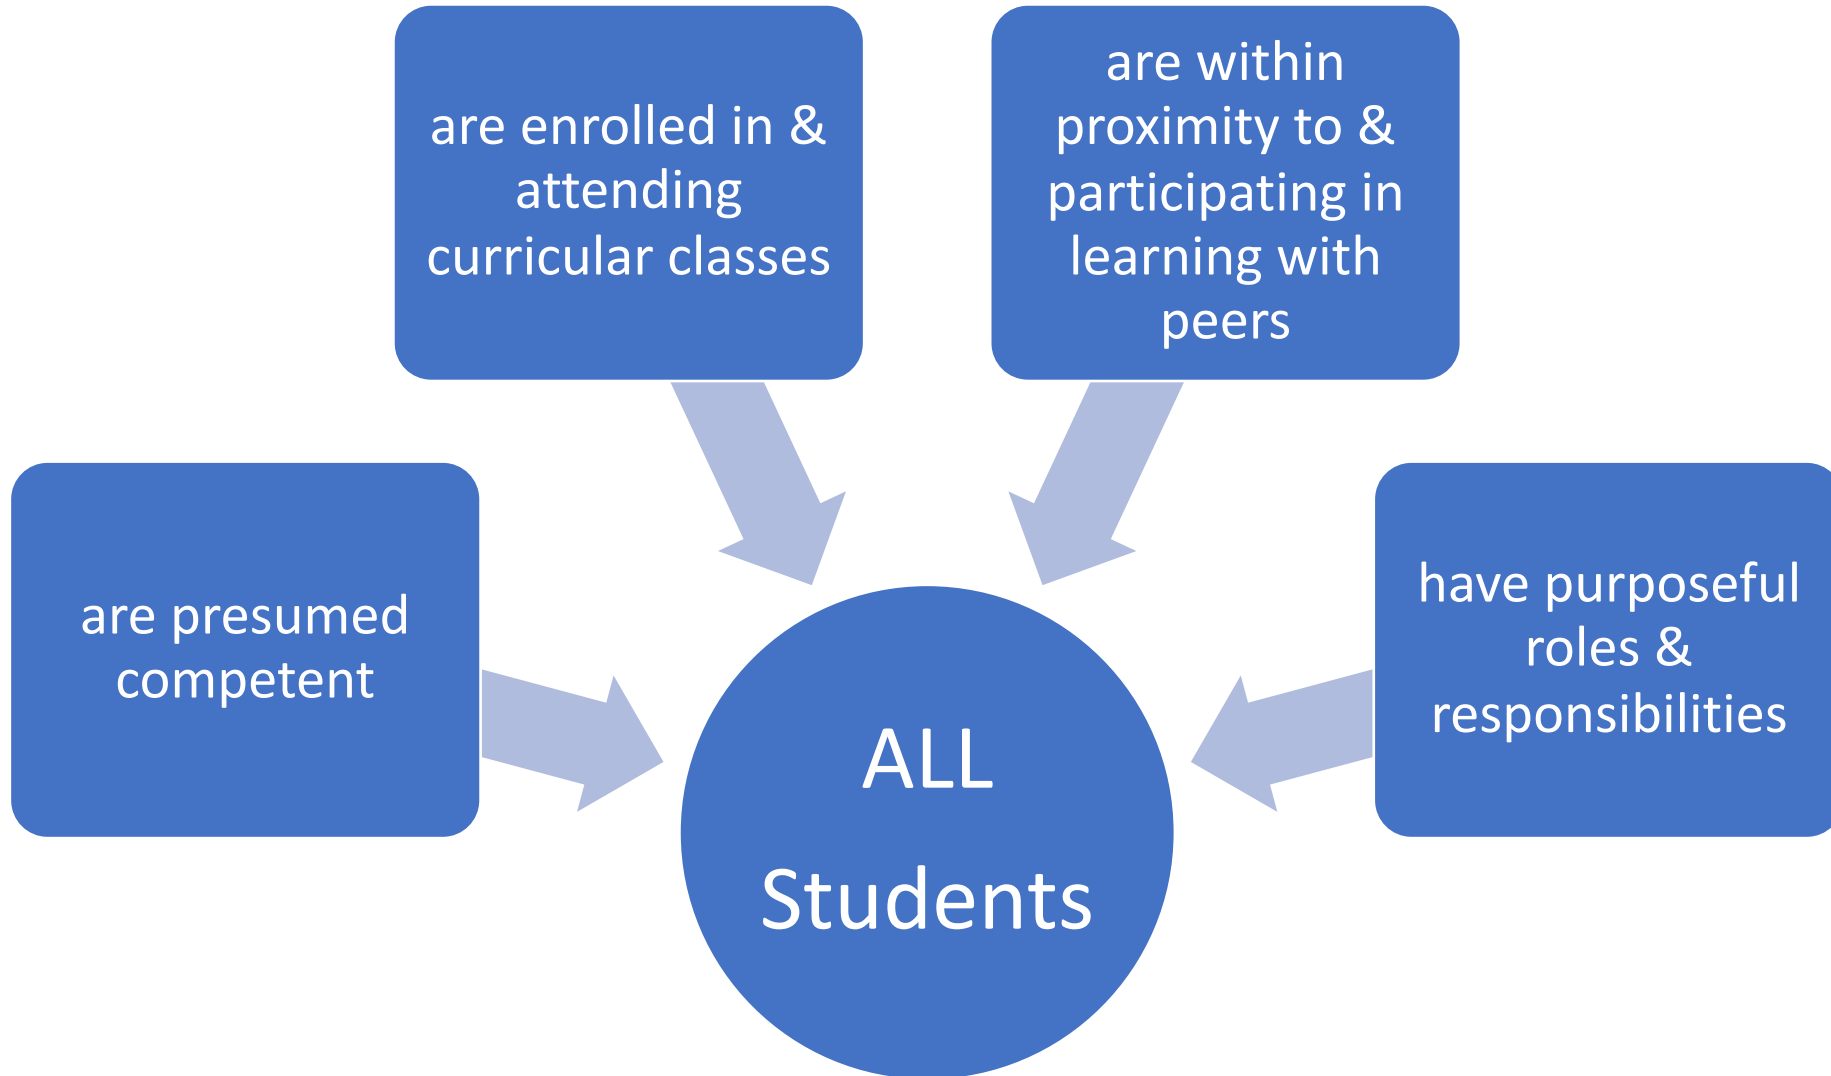 are presumed
competent
are enrolled in &
attending
curricular classes
are within
proximity to &
participating in
learning with
peers
have purposeful
roles &
responsibilities
ALL
Students